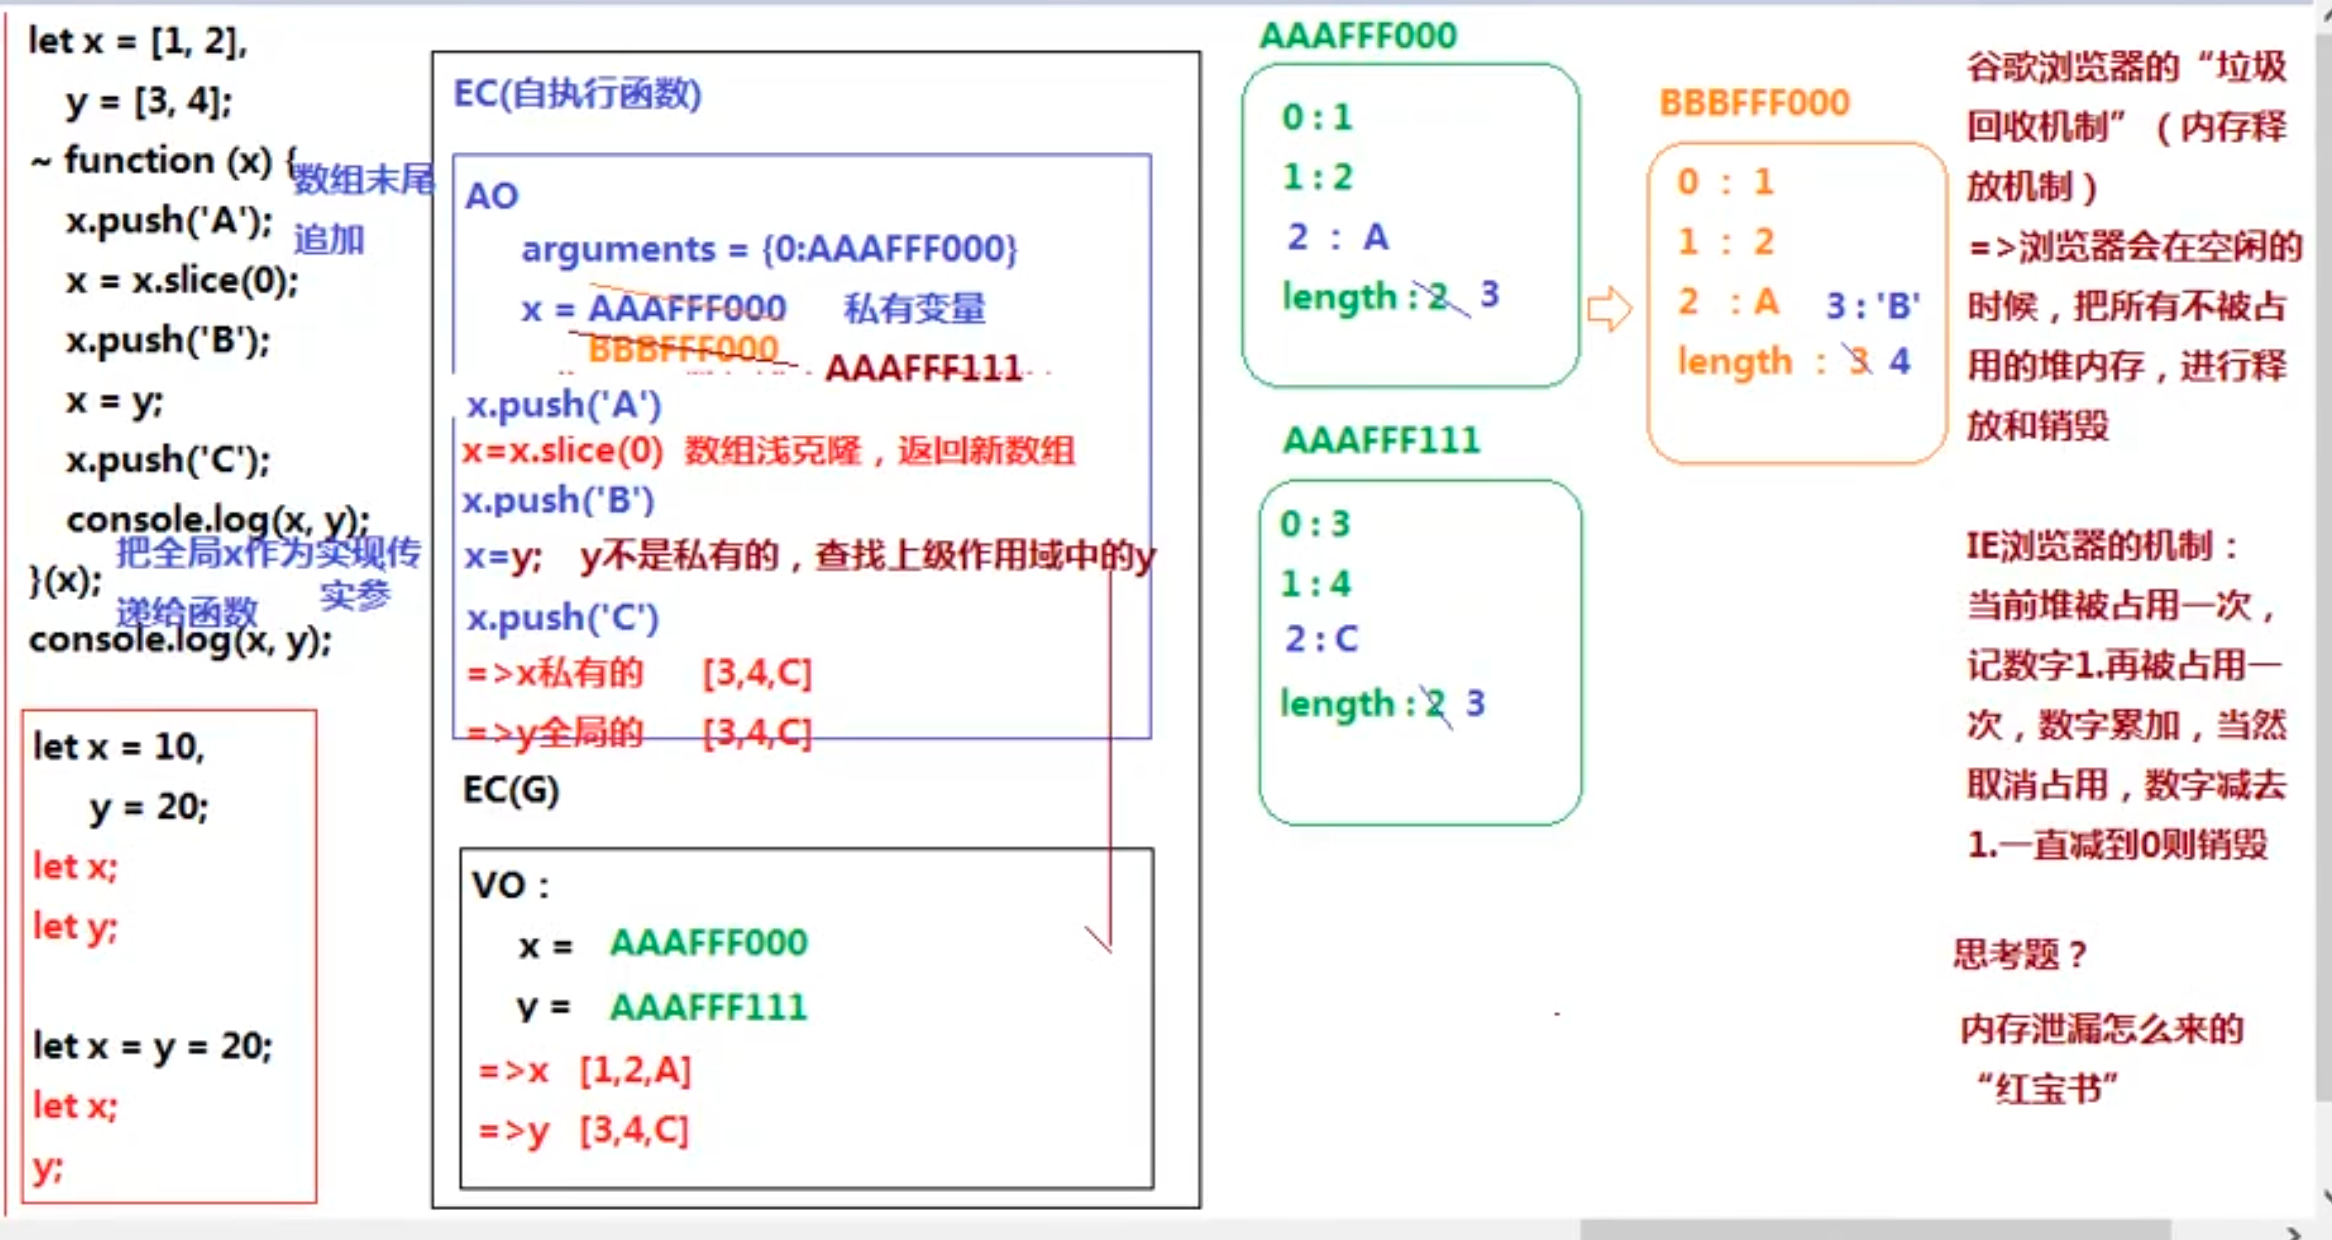 let x = [1, 2],
y = [3, 4];
~ function (x) {
数组末尾
追加
x.push('A');
x = x.slice(0);
x.push('B');
x = y;
x.push('C');
console.log(x, y);
}(x);
把全局x作为实现传
递给函数
实参
console.log(x, y);
let x = 10,
y = 20;
let x;
let y;
let x = y = 20;
let x;
y;
EC(自执行函数)
AO
arguments = {0:AAAFFF000}
x = AAAFFF000 私有变量
BBBFFF000
AAAFFF111
x.push('A')
x=x.slice(0) 数组浅克隆，返回新数组
x.push('B')
x=y; y不是私有的，查找上级作用域中的y
x.push('C')
=>x私有的 [3,4,C]
=>y全局的 [3,4,C]
EC(G)
VO：
x = AAAFFF000
y = AAAFFF111
=>x [1,2,A]
=>y [3,4,C]
AAAFFF000
0 : 1
1 : 2
2 : A
length : 2 3
AAAFFF111
0 : 3
1 : 4
2 : C
length : 2 3
BBBFFF000
0 : 1
1 : 2
2 : A 3 : 'B'
length : 3 4
谷歌浏览器的“垃圾
回收机制”（内存释
放机制）
=>浏览器会在空闲的
时候，把所有不被占
用的堆内存，进行释
放和销毁
IE浏览器的机制：
当前堆被占用一次，
记数字1.再被占用一
次，数字累加，当然
取消占用，数字减去
1.一直减到0则销毁
思考题？
内存泄漏怎么来的
“红宝书”